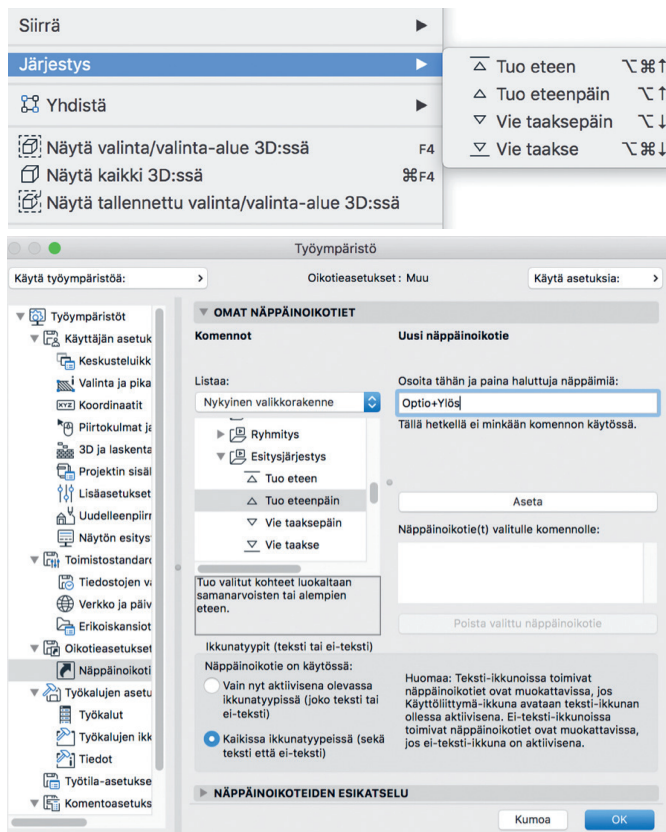 Siirrä
Järjestys
Tuo eteen ⌥⌘↑
Tuo eteenpäin ⌥↑
Vie taaksepäin ⌥↓
Vie taakse ⌥⌘↓
Yhdistä
Näytä valinta/valinta-alue 3D:ssä F4
Näytä kaikki 3D:ssä ⌘F4
Näytä tallennettu valinta/valinta-alue 3D:ssä
Työympäristö
Käytä työympäristöä:
Oikotieasetukset: Muu
Käytä asetuksia:
Työympäristöt
Käyttäjän asetuk
Keskusteluikk
Valinta ja pika
XYZ Koordinaatit
Piirtokulmat ja
3D ja laskenta
Projektin sisäl
Lisäasetukset
Uudelleenpiirr
Näytön esityst
Toimistostandard
Tiedostojen va
Verkko ja päiv
Erikoiskansiot
Oikotieasetukset
Näppäinoikoti
Työkalujen asetu
Työkalut
Työkalujen ikk
Tiedot
Työtila-asetukse
Komentoasetuks
OMAT NÄPPÄINOIKOTIET
Komennot
Listaa:
Nykyinen valikkorakenne
Ryhmitys
Esitysjärjestys
Tuo eteen
Tuo eteenpäin
Vie taaksepäin
Vie taakse
Tuo valitut kohteet luokaltaan
samanarvoisten tai alempien
eteen.
Uusi näppäinoikotie
Osoita tähän ja paina haluttuja näppäimiä:
Optio+Ylös
Tällä hetkellä ei minkään komennon käytössä.
Aseta
Näppäinoikotie(t) valitulle komennolle:
Poista valittu näppäinoikotie
Ikkunatyypit (teksti tai ei-teksti)
Näppäinoikotie on käytössä:
Vain nyt aktiivisena olevassa
ikkunatyypissä (joko teksti tai
ei-teksti)
Kaikissa ikkunatyypeissä (sekä
teksti että ei-teksti)
Huomaa: Teksti-ikkunoissa toimivat
näppäinoikotiet ovat muokattavissa, jos
Käyttöliittymä-ikkuna avataan teksti-ikkunan
ollessa aktiivisena. Ei-teksti-ikkunoissa
toimivat näppäinoikotiet ovat muokattavissa,
jos ei-teksti-ikkuna on aktiivisena.
NÄPPÄINOIKOTEIDEN ESIKATSELU
Kumoa
OK